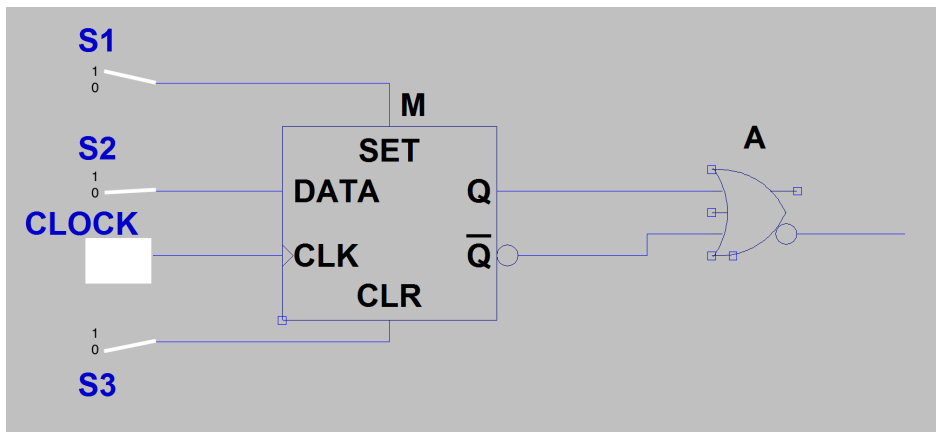 S1
1
0
M
SET
S2
1
0
DATA
Q
A
CLOCK
CLK
Q̅
CLR
1
0
S3